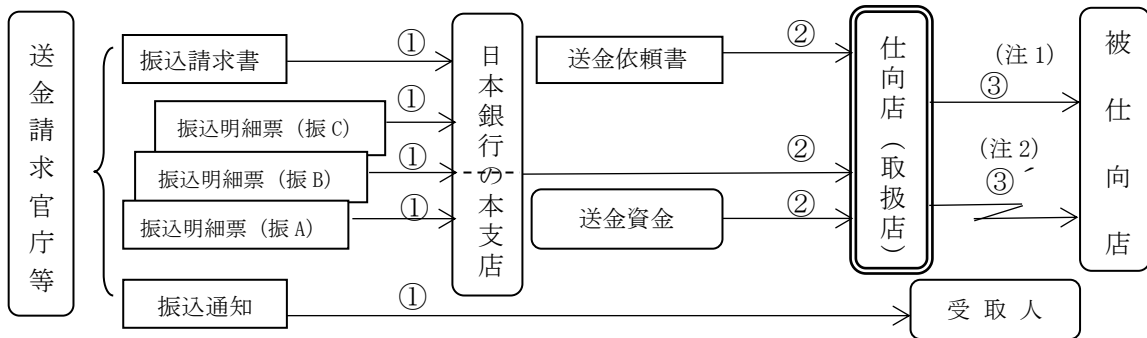 送金請求官庁等
振込請求書
①
振込明細票（振C）
①
振込明細票（振B）
①
振込明細票（振A）
①
振込通知
①
日本銀行の本支店
送金依頼書
②
②
送金資金
②
仕向店（取扱店）
（注1）
③
（注2）
③´
被仕向店
受取人